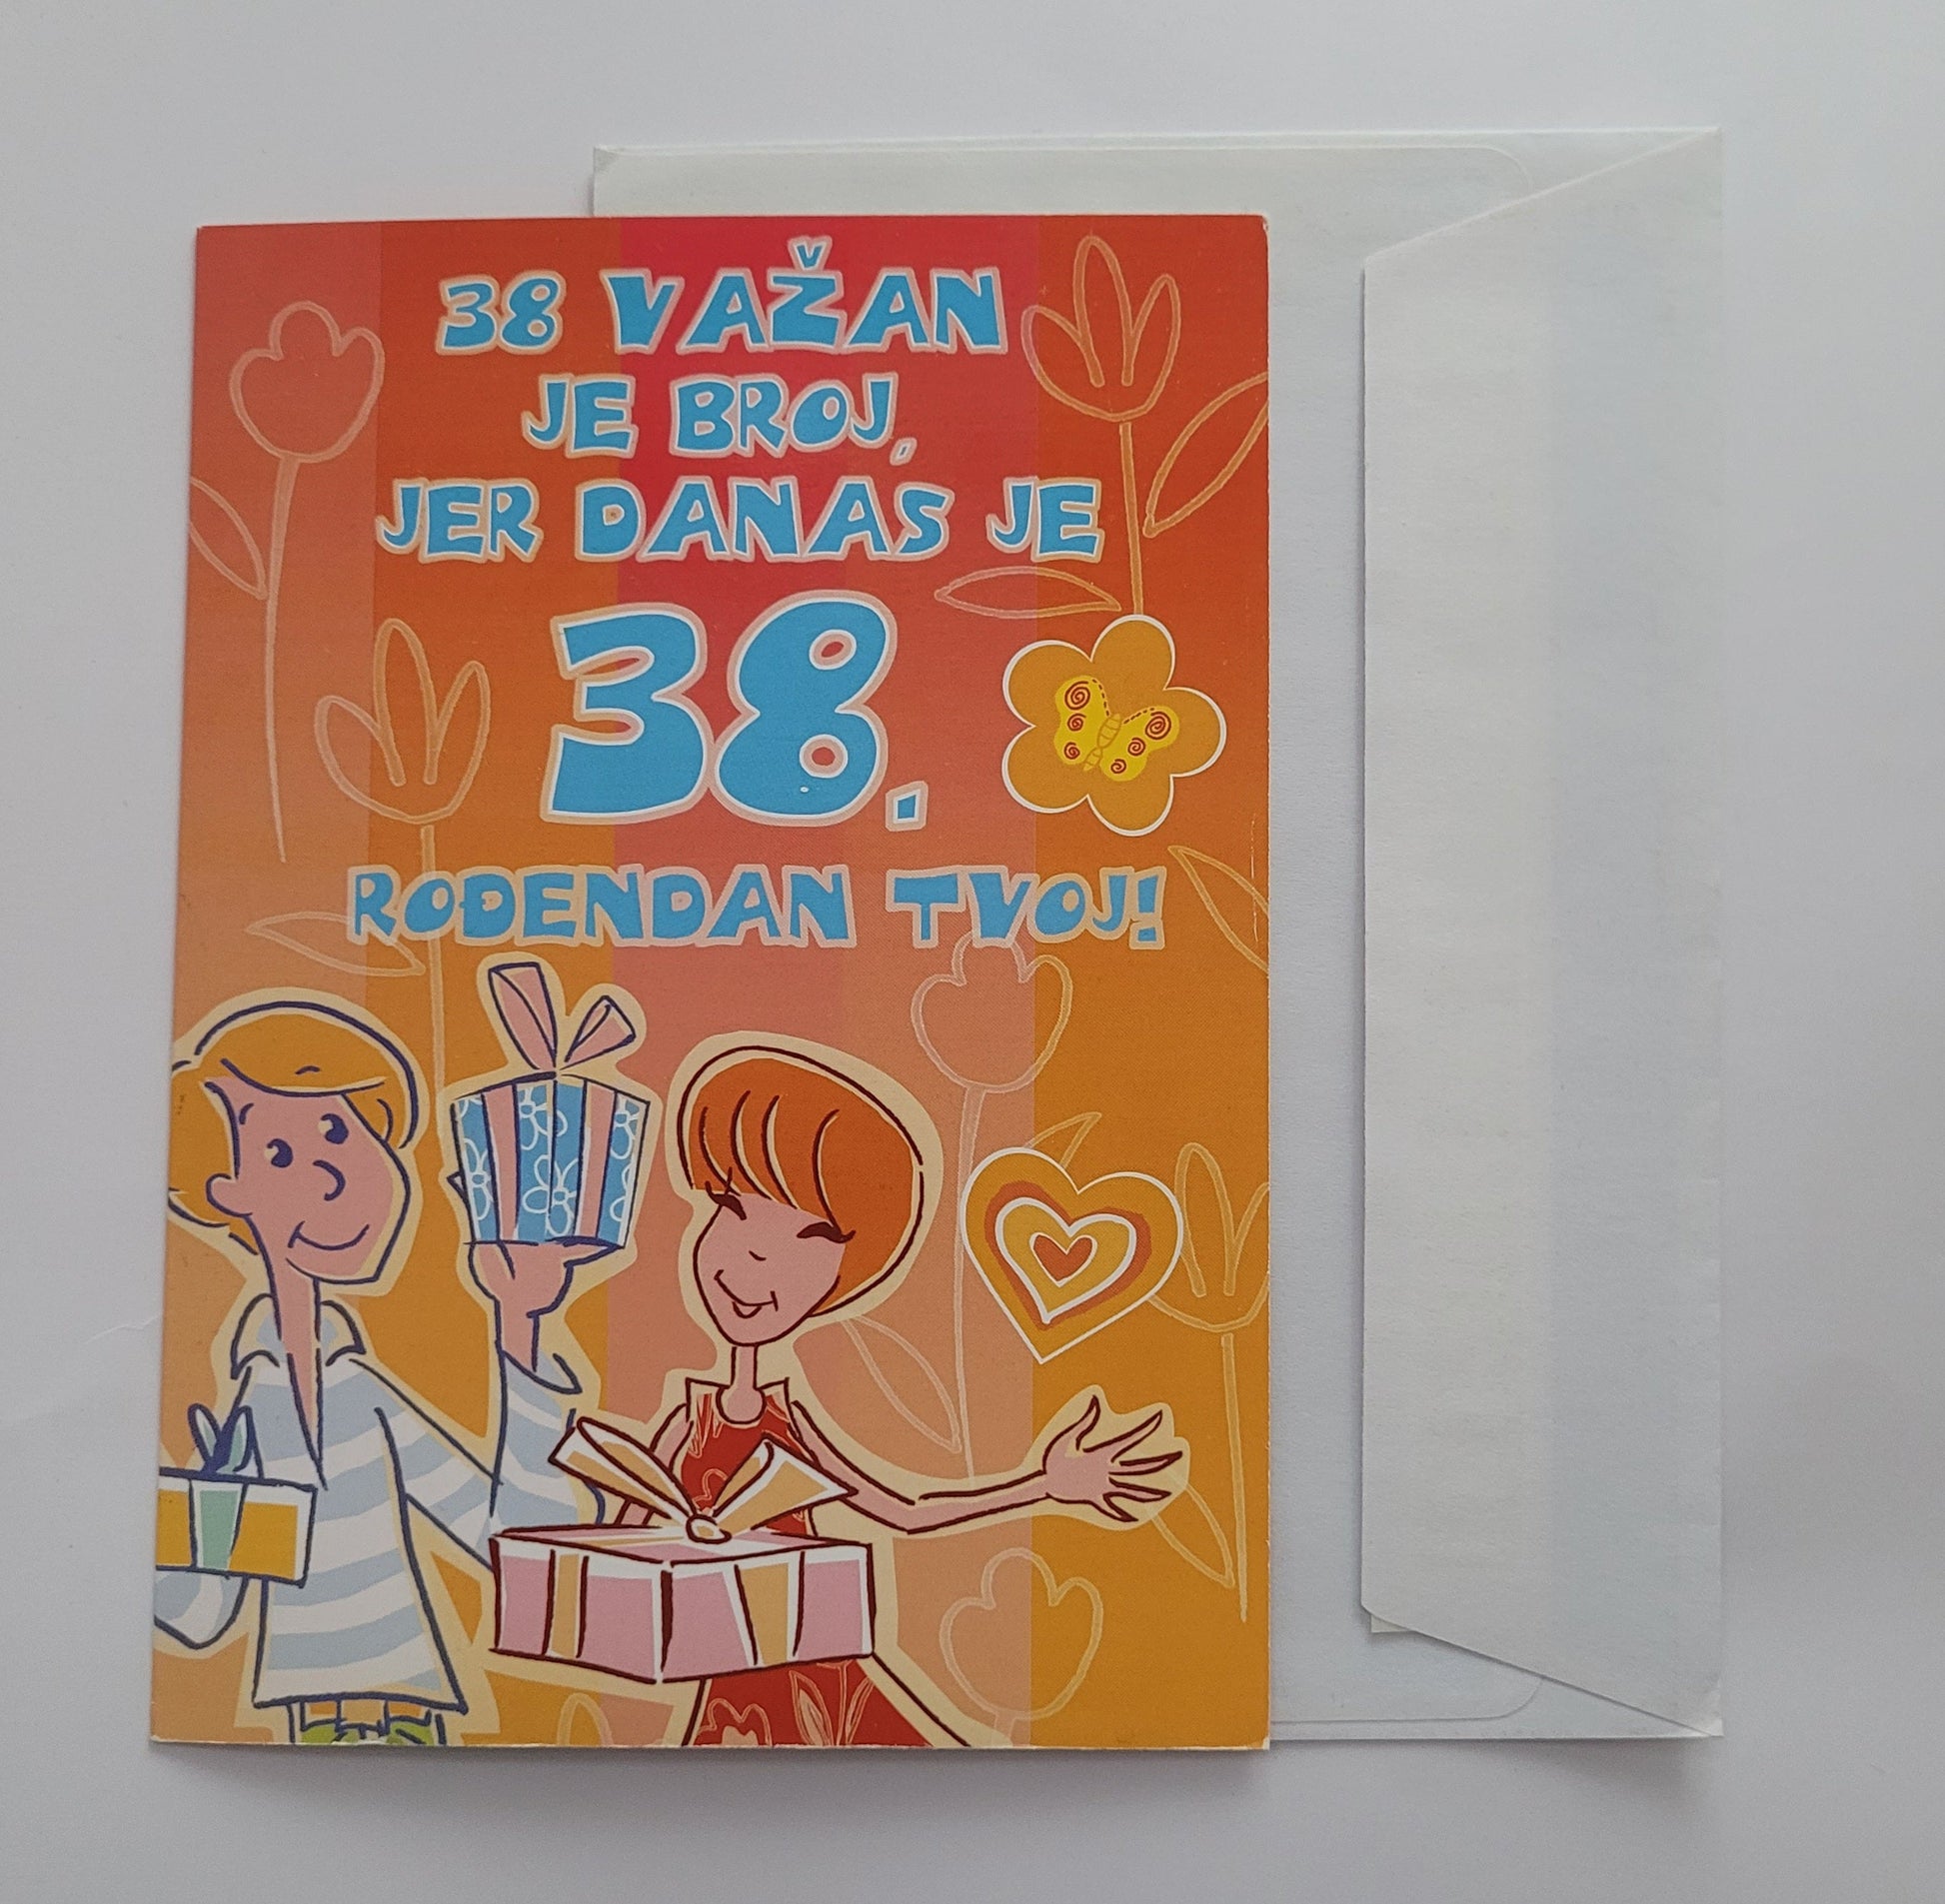 38 VAŽAN
JE BROJ,
JER DANAS JE
38.
ROĐENDAN TVOJ!